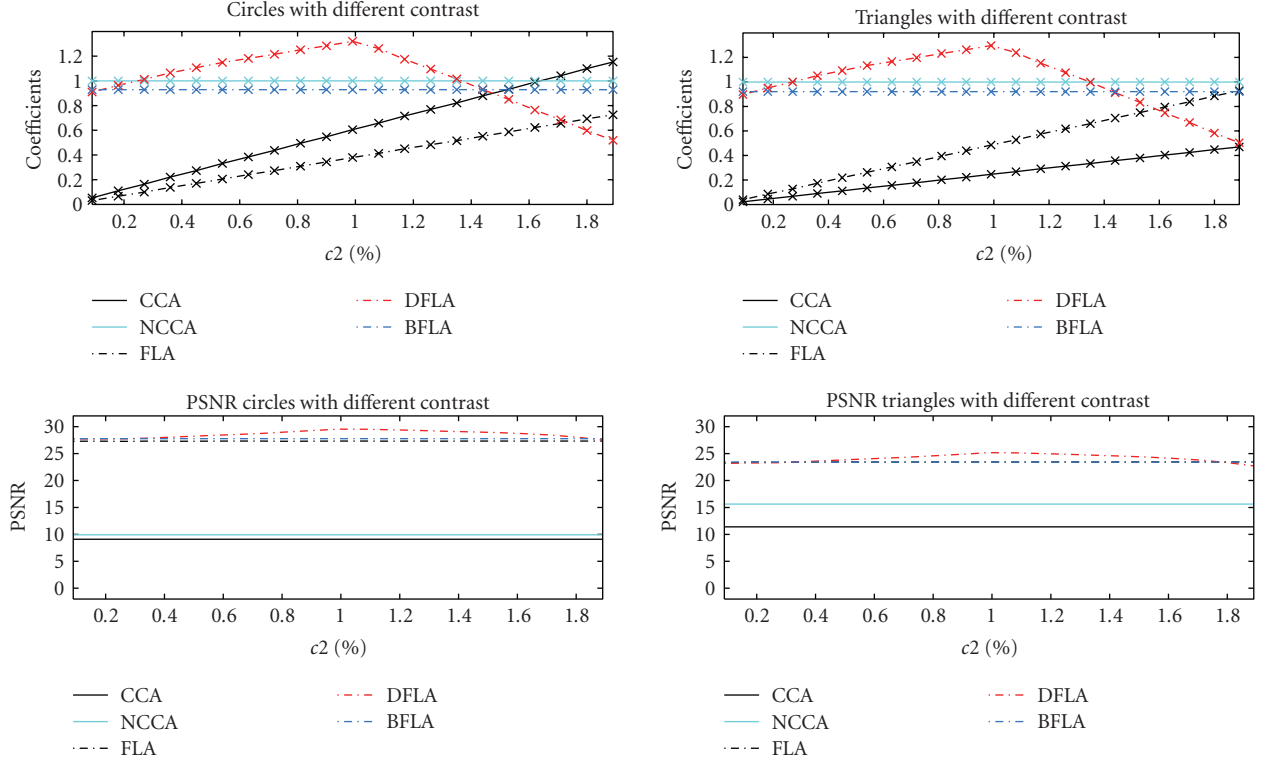 Circles with different contrast
Coefficients
1.2
1
0.8
0.6
0.4
0.2
0
0.2 0.4 0.6 0.8 1 1.2 1.4 1.6 1.8
c2 (%)
CCA
NCCA
FLA
DFLA
BFLA
Triangles with different contrast
Coefficients
1.2
1
0.8
0.6
0.4
0.2
0
0.2 0.4 0.6 0.8 1 1.2 1.4 1.6 1.8
c2 (%)
CCA
NCCA
FLA
DFLA
BFLA
PSNR circles with different contrast
PSNR
30
25
20
15
10
5
0
0.2 0.4 0.6 0.8 1 1.2 1.4 1.6 1.8
c2 (%)
CCA
NCCA
FLA
DFLA
BFLA
PSNR triangles with different contrast
PSNR
30
25
20
15
10
5
0
0.2 0.4 0.6 0.8 1 1.2 1.4 1.6 1.8
c2 (%)
CCA
NCCA
FLA
DFLA
BFLA